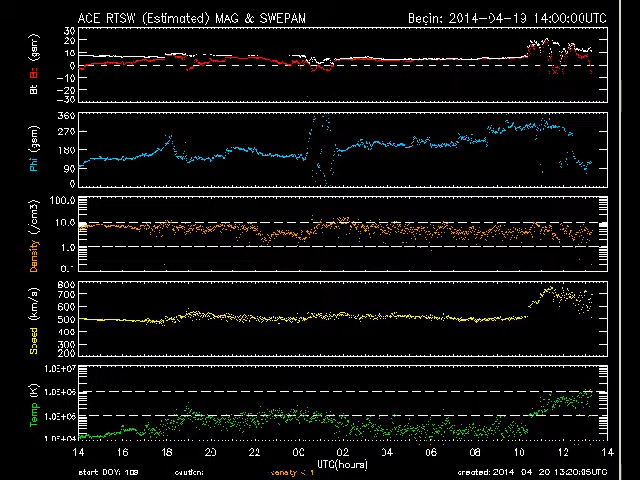 ACE RTSW (Estimated) MAG & SWEPAM Begin: 2014-04-19 14:00:00UTC
Bt Bz (gsm)
30
20
10
0
-10
-20
-30
Phi (gsm)
360
270
180
90
0
Density (/cm3)
100.0
10.0
1.0
0.1
Speed (km/s)
800
700
600
500
400
300
200
Temp (K)
1.0E+07
1.0E+06
1.0E+05
1.0E+04
14 16 18 20 22 00 02 04 06 08 10 12 14
UTC(hours)
start DOY: 109 caution: Density < 1 created: 2014 04 20 13:20:05UTC